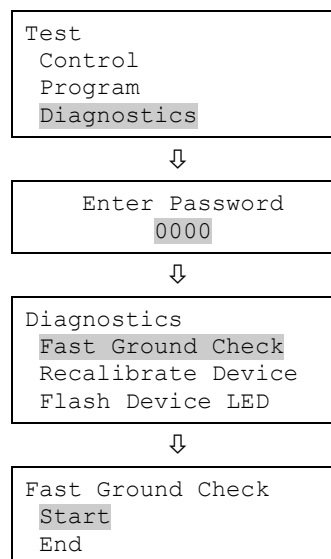 Test
Control
Program
Diagnostics
⇩
Enter Password
0000
⇩
Diagnostics
Fast Ground Check
Recalibrate Device
Flash Device LED
⇩
Fast Ground Check
Start
End